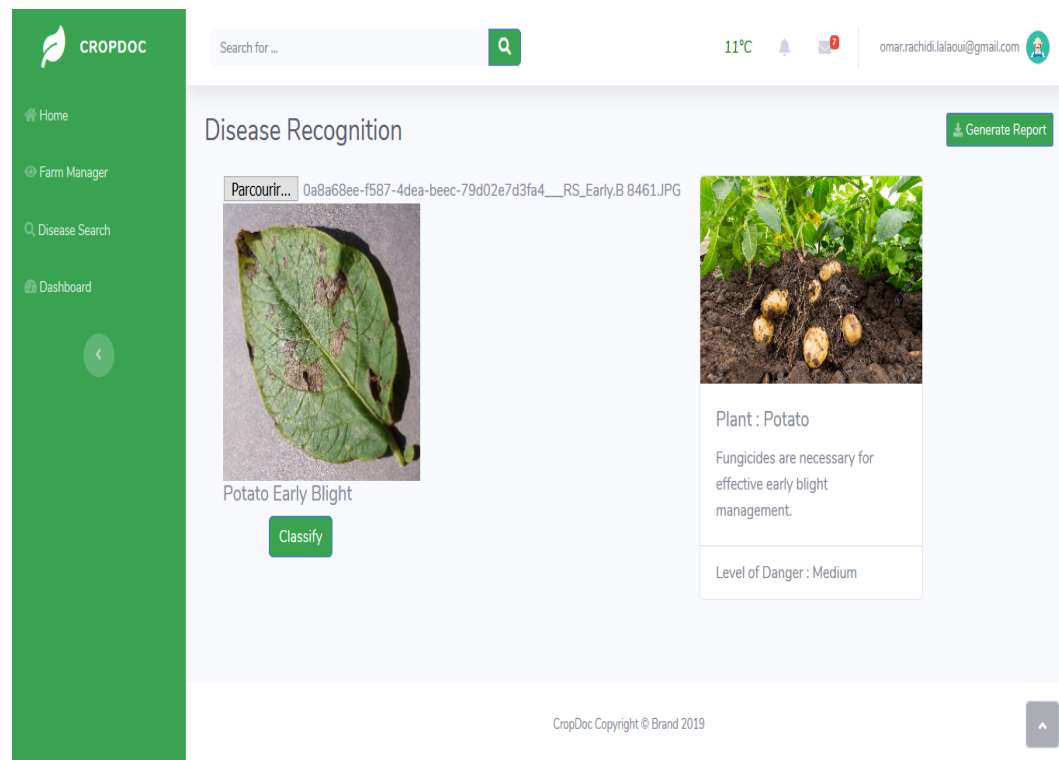 CROPDOC
Search for ...
11°C
7
omar.rachidi.lalaoui@gmail.com
Home
Farm Manager
Disease Search
Dashboard
Disease Recognition
Generate Report
Parcourir... 0a8a68ee-f587-4dea-beec-79d02e7d3fa4___RS_Early.B 8461.JPG
Potato Early Blight
Classify
Plant : Potato
Fungicides are necessary for
effective early blight
management.
Level of Danger : Medium
CropDoc Copyright © Brand 2019